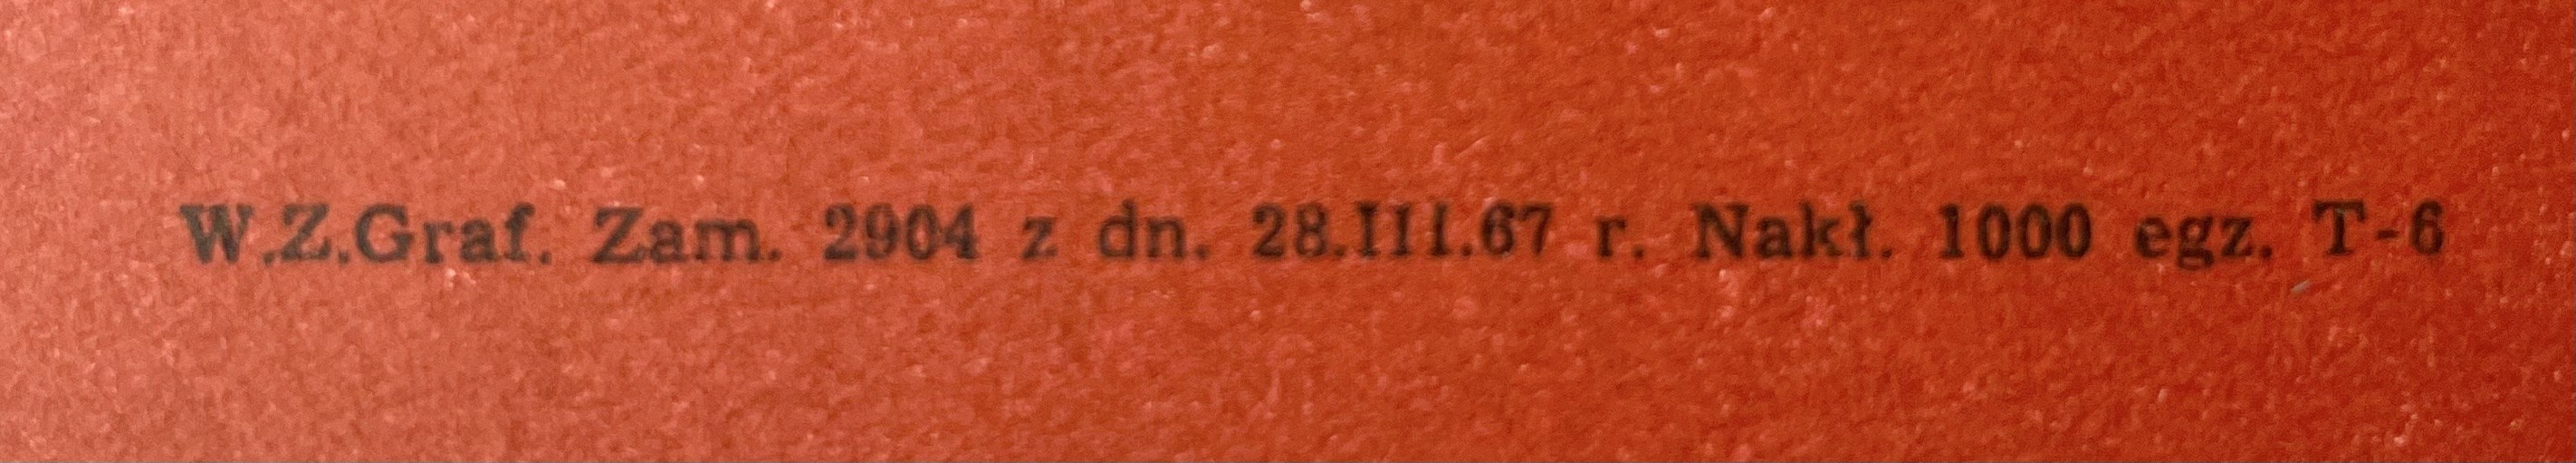 W.Z.Graf. Zam. 2904 z dn. 28.III.67 r. Nakł. 1000 egz. T-6